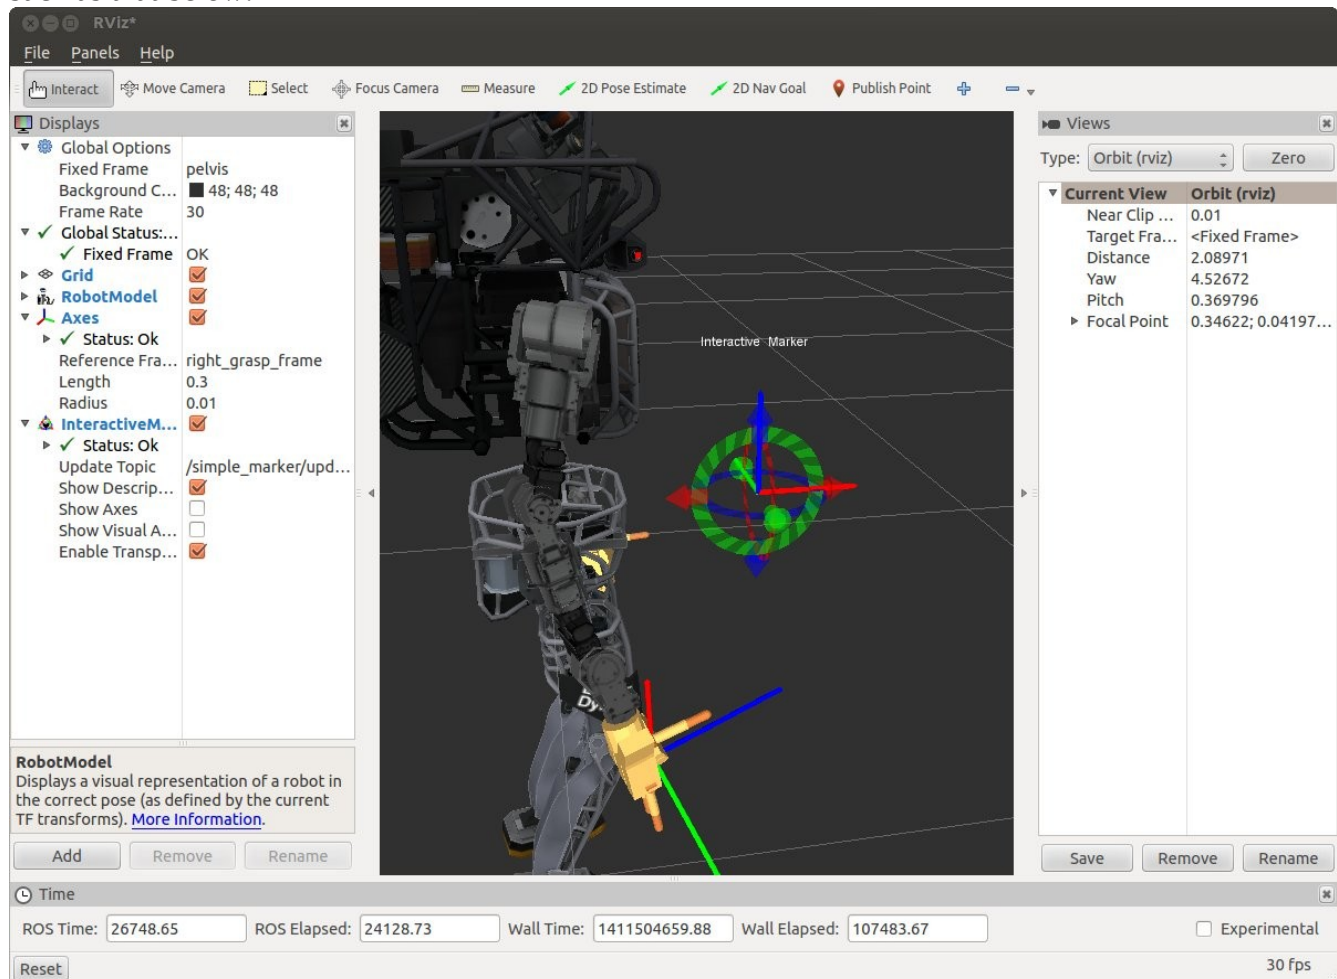 RViz*
File Panels Help
Interact Move Camera Select Focus Camera Measure 2D Pose Estimate 2D Nav Goal Publish Point
Displays
Global Options
Fixed Frame pelvis
Background C... 48; 48; 48
Frame Rate 30
Global Status:...
Fixed Frame OK
Grid
RobotModel
Axes
Status: Ok
Reference Fra... right_grasp_frame
Length 0.3
Radius 0.01
InteractiveM...
Status: Ok
Update Topic /simple_marker/upd...
Show Descrip...
Show Axes
Show Visual A...
Enable Transp...
RobotModel
Displays a visual representation of a robot in
the correct pose (as defined by the current
TF transforms). More Information.
Add Remove Rename
Interactive Marker
Dy
Views
Type: Orbit (rviz) Zero
Current View Orbit (rviz)
Near Clip ... 0.01
Target Fra... <Fixed Frame>
Distance 2.08971
Yaw 4.52672
Pitch 0.369796
Focal Point 0.34622; 0.04197...
Save Remove Rename
Time
ROS Time: 26748.65 ROS Elapsed: 24128.73 Wall Time: 1411504659.88 Wall Elapsed: 107483.67 Experimental
Reset 30 fps